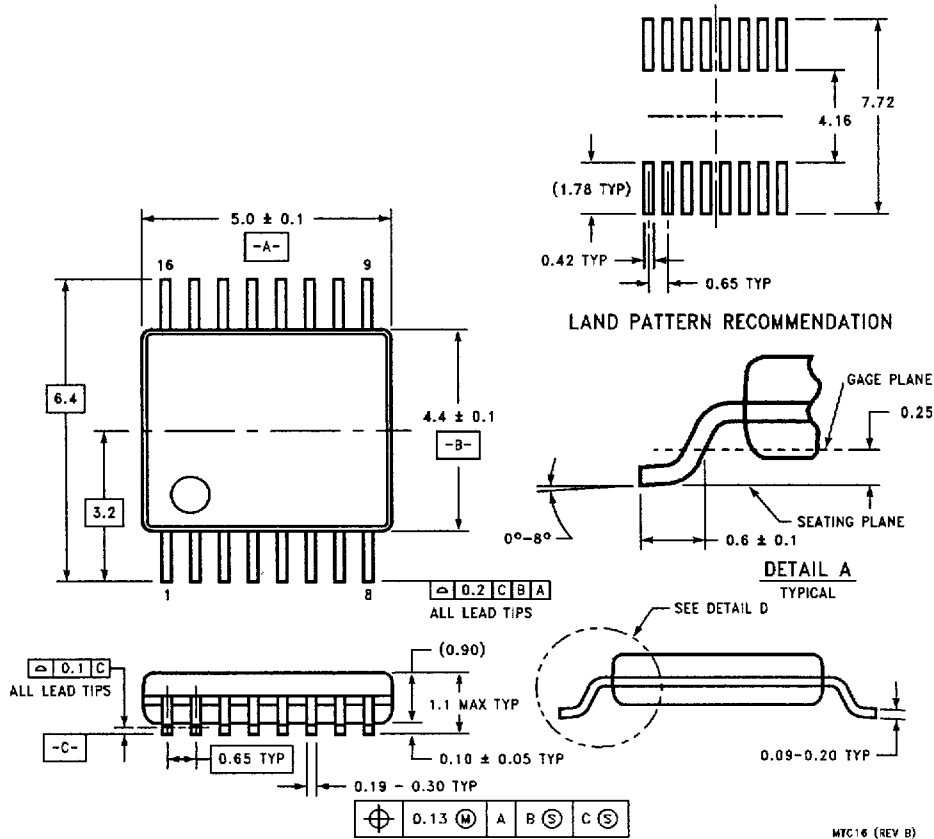 7.72
4.16
(1.78 TYP)
0.42 TYP
0.65 TYP
LAND PATTERN RECOMMENDATION
5.0 ± 0.1
-A-
16
9
6.4
4.4 ± 0.1
-B-
3.2
1
8
⌓ 0.2 C B A
ALL LEAD TIPS
GAGE PLANE
0.25
SEATING PLANE
0°-8°
0.6 ± 0.1
DETAIL A
TYPICAL
SEE DETAIL D
(0.90)
⌓ 0.1 C
ALL LEAD TIPS
1.1 MAX TYP
-C-
0.65 TYP
0.10 ± 0.05 TYP
0.09-0.20 TYP
0.19 - 0.30 TYP
⌖ 0.13 Ⓜ A B Ⓢ C Ⓢ
MTC16 (REV B)